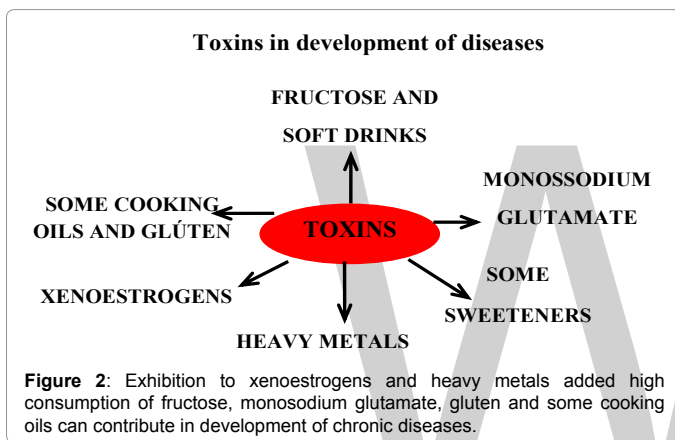 Toxins in development of diseases
FRUCTOSE AND
SOFT DRINKS
MONOSSODIUM
GLUTAMATE
SOME COOKING
OILS AND GLÚTEN
TOXINS
SOME
SWEETENERS
XENOESTROGENS
HEAVY METALS
Figure 2: Exhibition to xenoestrogens and heavy metals added high
consumption of fructose, monosodium glutamate, gluten and some cooking
oils can contribute in development of chronic diseases.